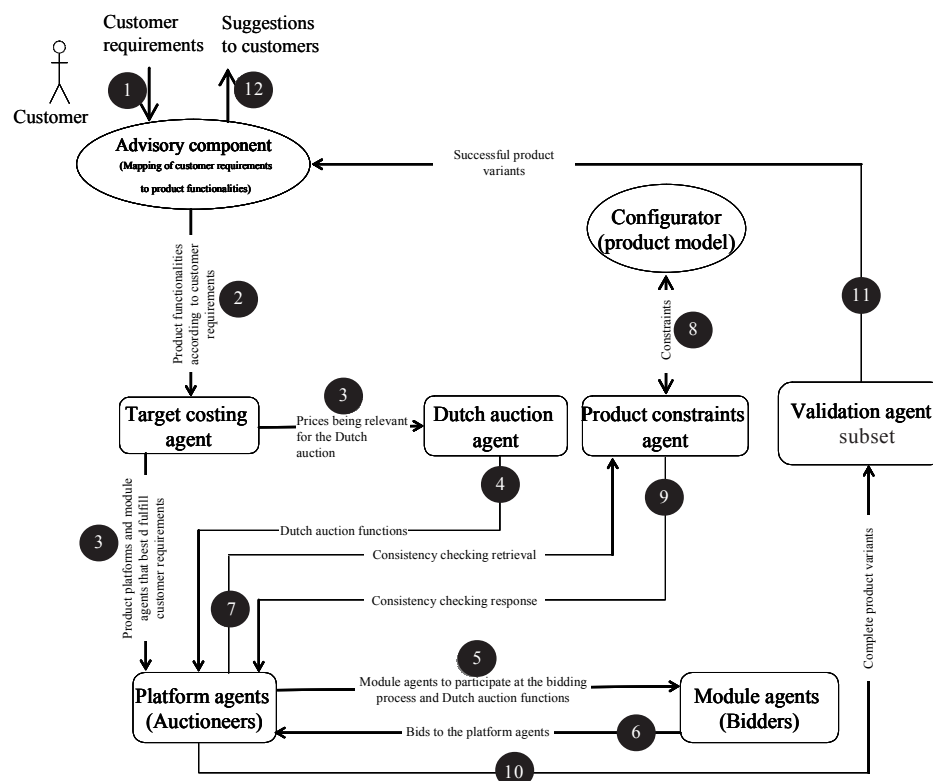 Customer
requirements
Suggestions
to customers
1
12
Customer
Advisory component
(Mapping of customer requirements
to product functionalities)
Successful product
variants
Configurator
(product model)
Product functionalities
according to customer
requirements
2
Constraints
8
11
3
Target costing
agent
Prices being relevant
for the Dutch
auction
Dutch auction
agent
Product constraints
agent
Validation agent
subset
4
9
3
Product platforms and module
agents that best d fulfill
customer requirements
Dutch auction functions
Consistency checking retrieval
7
Consistency checking response
Complete product variants
5
Platform agents
(Auctioneers)
Module agents to participate at the bidding
process and Dutch auction functions
Module agents
(Bidders)
Bids to the platform agents
6
10